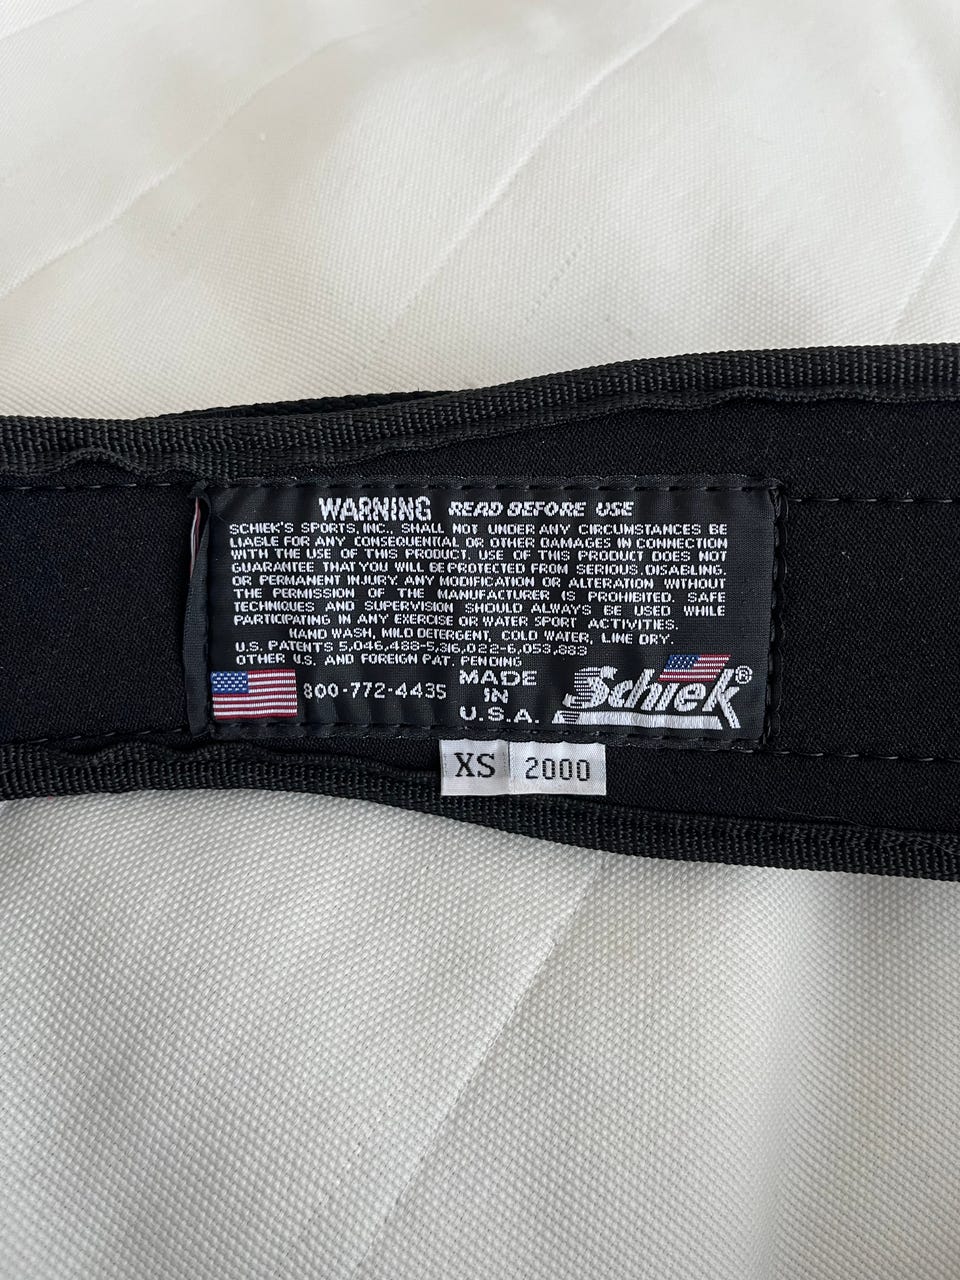 WARNING READ BEFORE USE
SCHIEK'S SPORTS, INC., SHALL NOT UNDER ANY CIRCUMSTANCES BE
LIABLE FOR ANY CONSEQUENTIAL OR OTHER DAMAGES IN CONNECTION
WITH THE USE OF THIS PRODUCT. USE OF THIS PRODUCT DOES NOT
GUARANTEE THAT YOU WILL BE PROTECTED FROM SERIOUS, DISABLING,
OR PERMANENT INJURY. ANY MODIFICATION OR ALTERATION WITHOUT
THE PERMISSION OF THE MANUFACTURER IS PROHIBITED. SAFE
TECHNIQUES AND SUPERVISION SHOULD ALWAYS BE USED WHILE
PARTICIPATING IN ANY EXERCISE OR WATER SPORT ACTIVITIES.
HAND WASH, MILD DETERGENT, COLD WATER, LINE DRY.
U.S. PATENTS 5,046,488-5,316,022-6,053,883
OTHER U.S. AND FOREIGN PAT. PENDING
800-772-4435
MADE
IN
U.S.A.
Schiek®
XS 2000